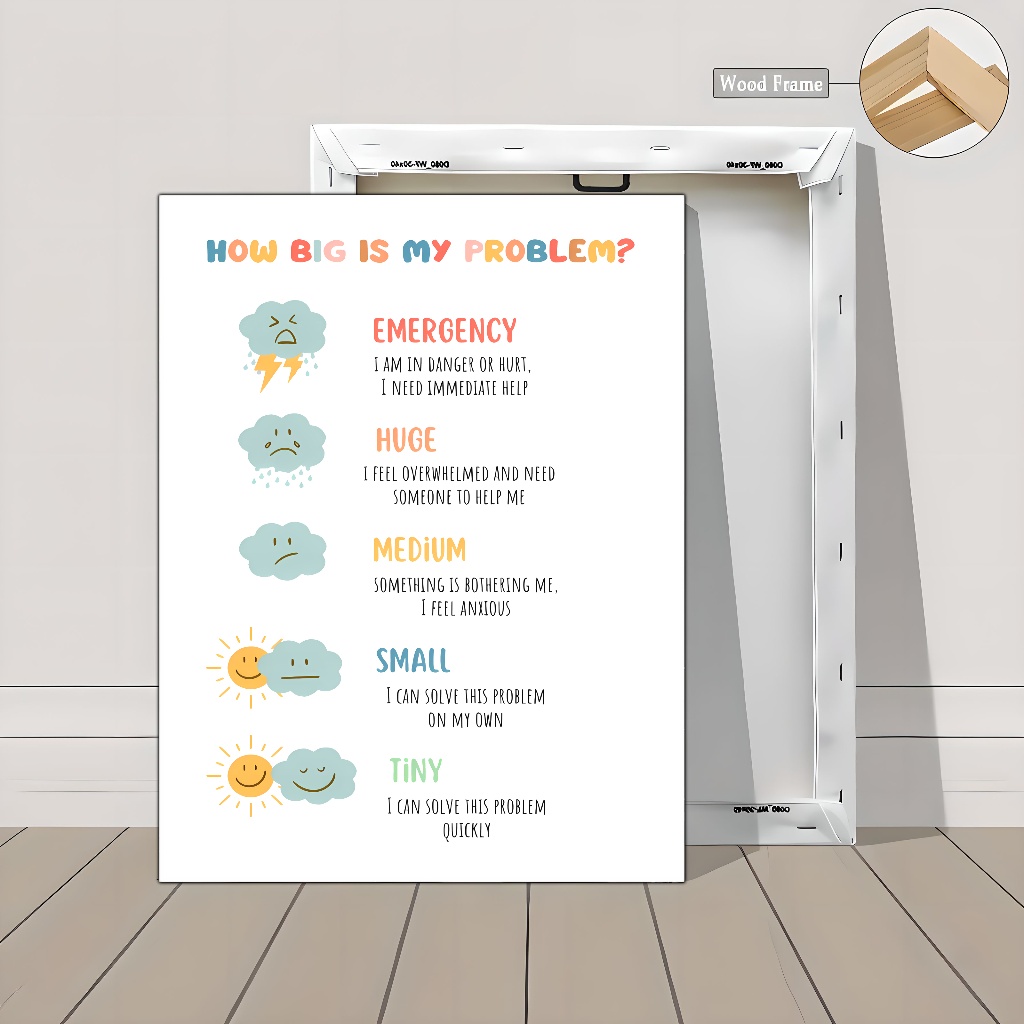 Wood Frame
HOW BIG IS MY PROBLEM?
EMERGENCY
I AM IN DANGER OR HURT,
I NEED IMMEDIATE HELP
HUGE
I FEEL OVERWHELMED AND NEED
SOMEONE TO HELP ME
MEDiUM
SOMETHING IS BOTHERING ME,
I FEEL ANXIOUS
SMALL
I CAN SOLVE THIS PROBLEM
ON MY OWN
TiNY
I CAN SOLVE THIS PROBLEM
QUICKLY